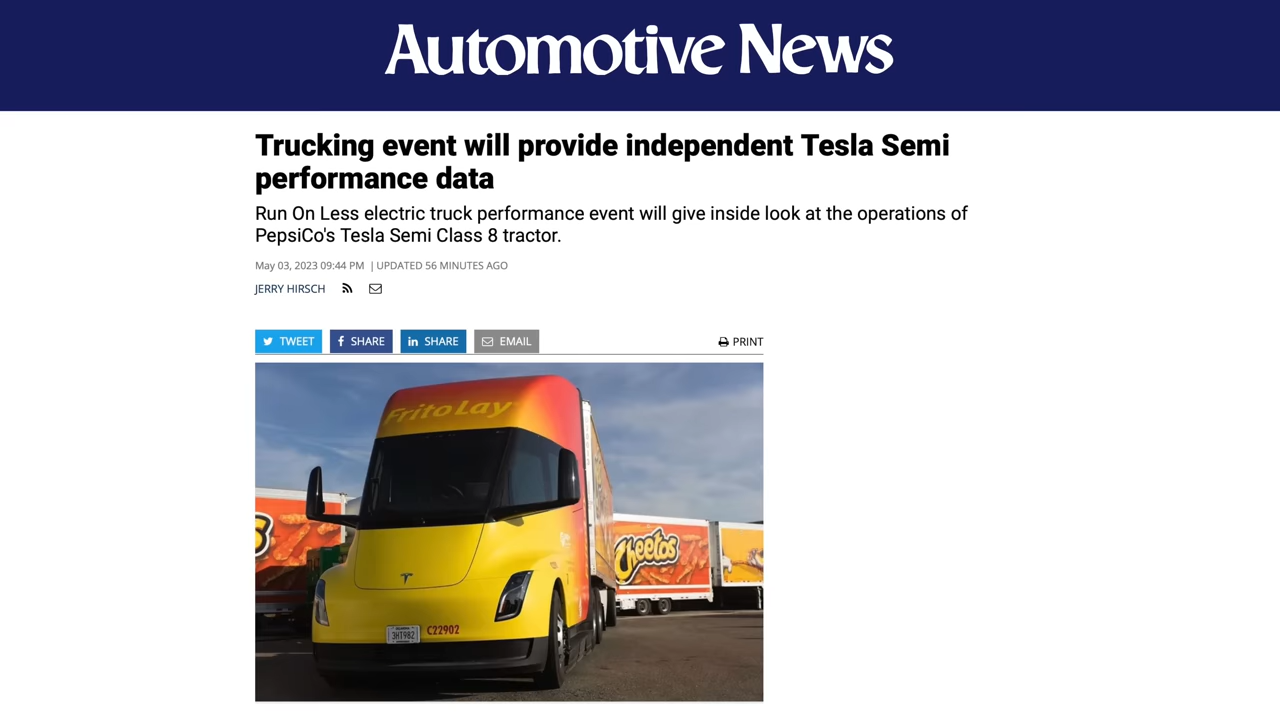 Automotive News
Trucking event will provide independent Tesla Semi
performance data
Run On Less electric truck performance event will give inside look at the operations of
PepsiCo's Tesla Semi Class 8 tractor.
May 03, 2023 09:44 PM | UPDATED 56 MINUTES AGO
JERRY HIRSCH
TWEET
SHARE
SHARE
EMAIL
PRINT
FritoLay
Cheetos
3HT982
C22902